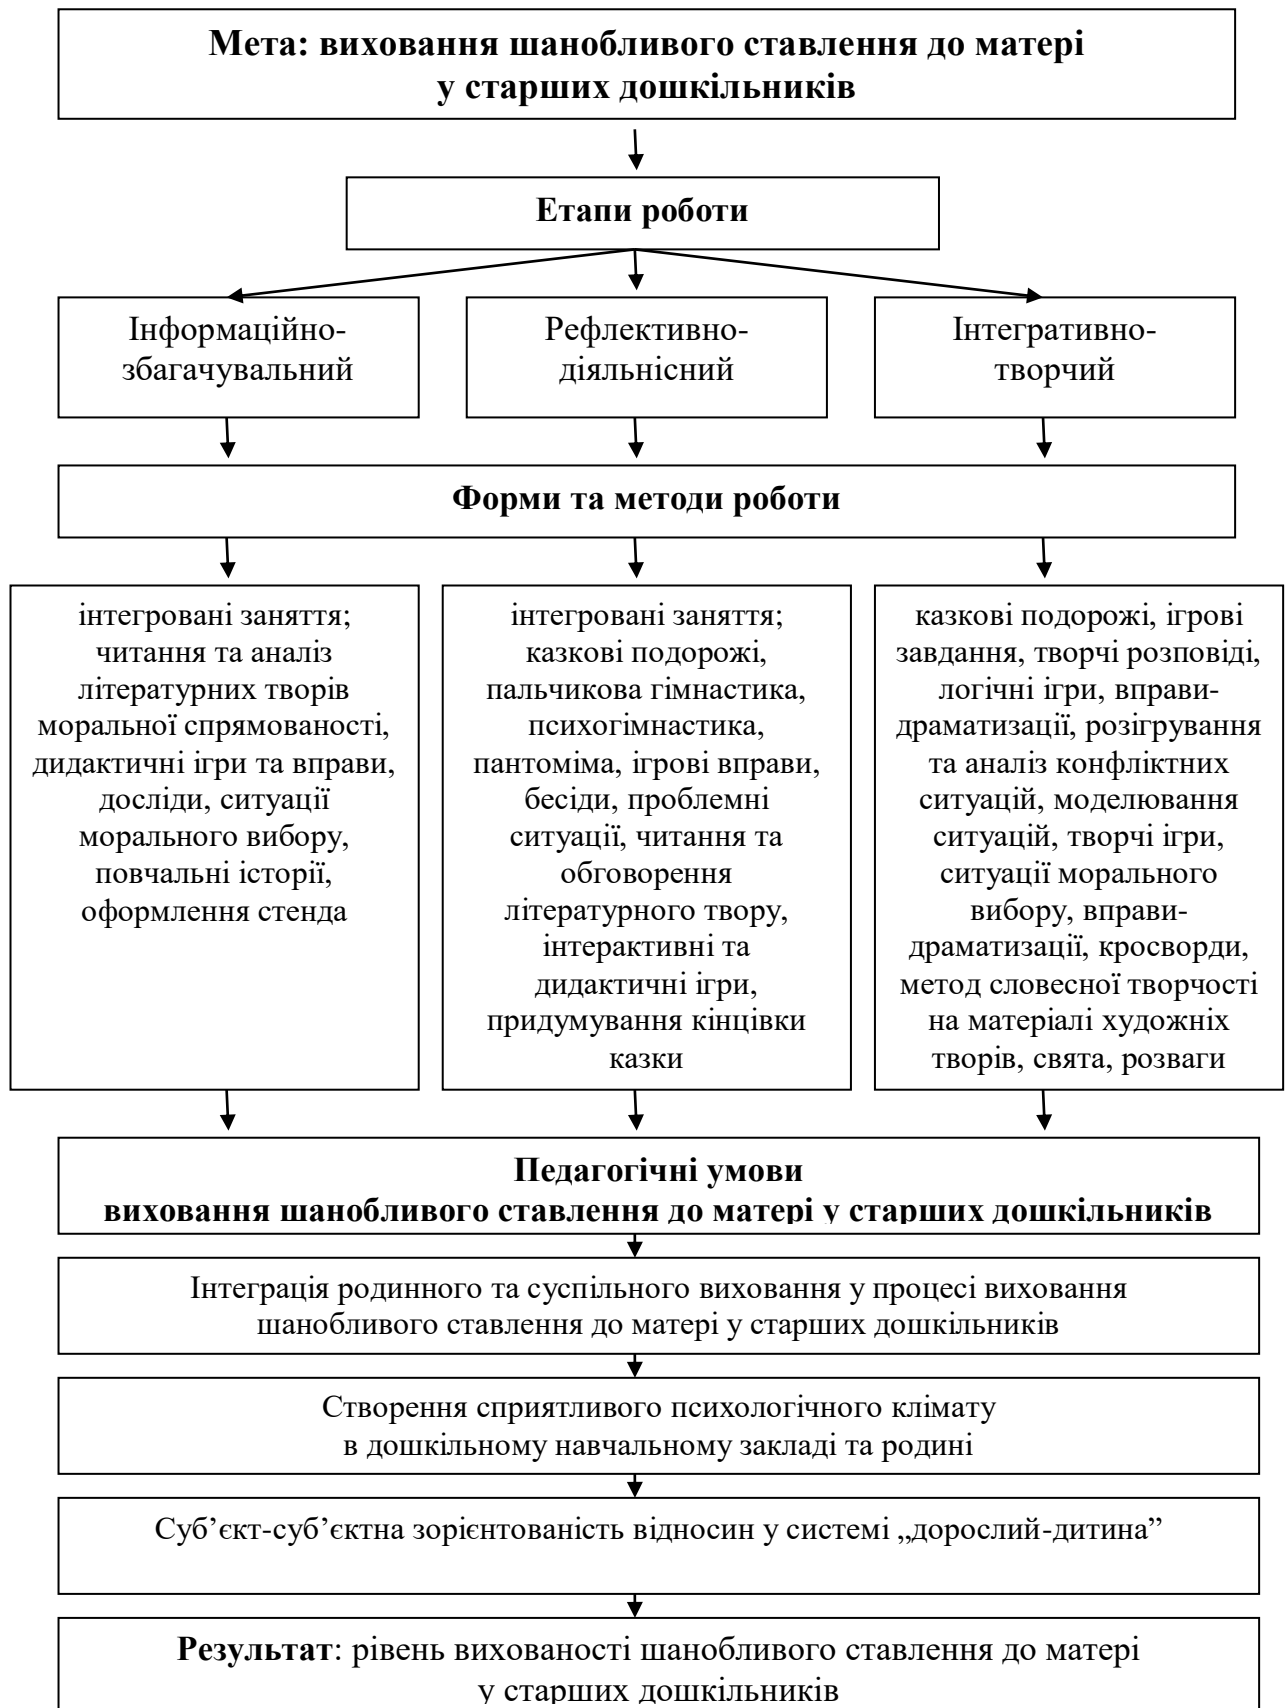 Мета: виховання шанобливого ставлення до матері
у старших дошкільників
Етапи роботи
Інформаційно-
збагачувальний
Рефлективно-
діяльнісний
Інтегративно-
творчий
Форми та методи роботи
інтегровані заняття;
читання та аналіз
літературних творів
моральної спрямованості,
дидактичні ігри та вправи,
досліди, ситуації
морального вибору,
повчальні історії,
оформлення стенда
інтегровані заняття;
казкові подорожі,
пальчикова гімнастика,
психогімнастика,
пантоміма, ігрові вправи,
бесіди, проблемні
ситуації, читання та
обговорення
літературного твору,
інтерактивні та
дидактичні ігри,
придумування кінцівки
казки
казкові подорожі, ігрові
завдання, творчі розповіді,
логічні ігри, вправи-
драматизації, розігрування
та аналіз конфліктних
ситуацій, моделювання
ситуацій, творчі ігри,
ситуації морального
вибору, вправи-
драматизації, кросворди,
метод словесної творчості
на матеріалі художніх
творів, свята, розваги
Педагогічні умови
виховання шанобливого ставлення до матері у старших дошкільників
Інтеграція родинного та суспільного виховання у процесі виховання
шанобливого ставлення до матері у старших дошкільників
Створення сприятливого психологічного клімату
в дошкільному навчальному закладі та родині
Суб’єкт-суб’єктна зорієнтованість відносин у системі „дорослий-дитина”
Результат: рівень вихованості шанобливого ставлення до матері
у старших дошкільників